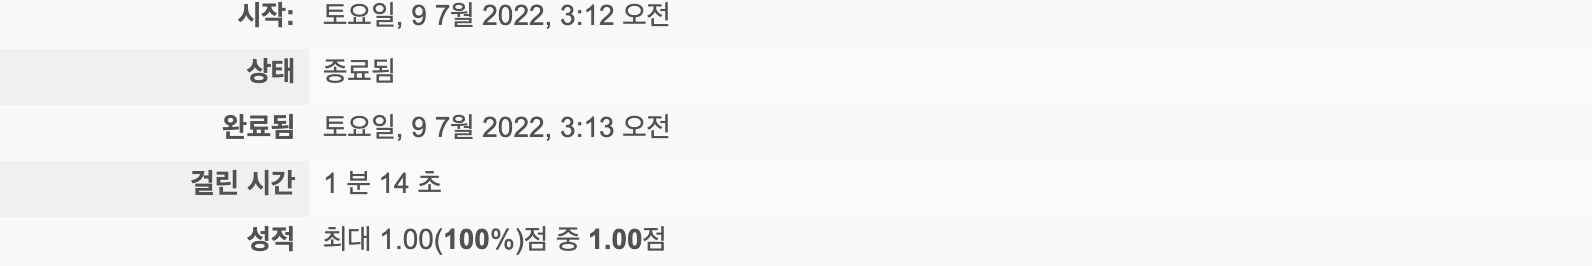 시작: 토요일, 9 7월 2022, 3:12 오전
상태 종료됨
완료됨 토요일, 9 7월 2022, 3:13 오전
걸린 시간 1 분 14 초
성적 최대 1.00(100%)점 중 1.00점